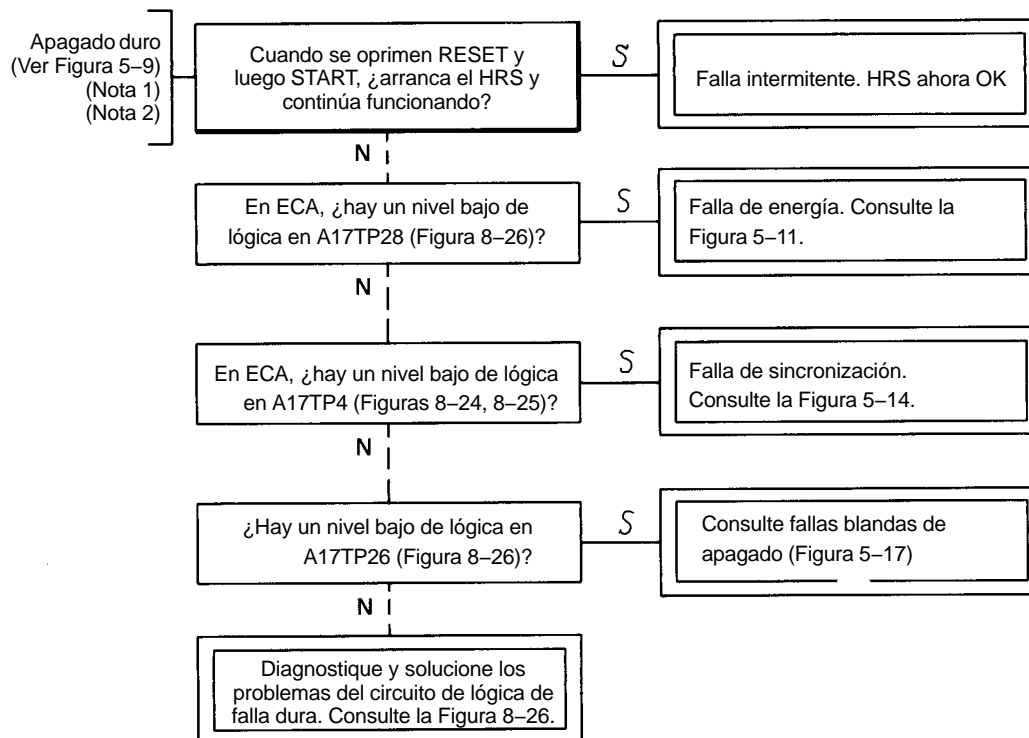 Apagado duro
(Ver Figura 5–9)
(Nota 1)
(Nota 2)
Cuando se oprimen RESET y
luego START, ¿arranca el HRS y
continúa funcionando?
S
Falla intermitente. HRS ahora OK
N
En ECA, ¿hay un nivel bajo de
lógica en A17TP28 (Figura 8–26)?
S
Falla de energía. Consulte la
Figura 5–11.
N
En ECA, ¿hay un nivel bajo de lógica
en A17TP4 (Figuras 8–24, 8–25)?
S
Falla de sincronización.
Consulte la Figura 5–14.
N
¿Hay un nivel bajo de lógica en
A17TP26 (Figura 8–26)?
S
Consulte fallas blandas de
apagado (Figura 5–17)
N
Diagnostique y solucione los
problemas del circuito de lógica de
falla dura. Consulte la Figura 8–26.